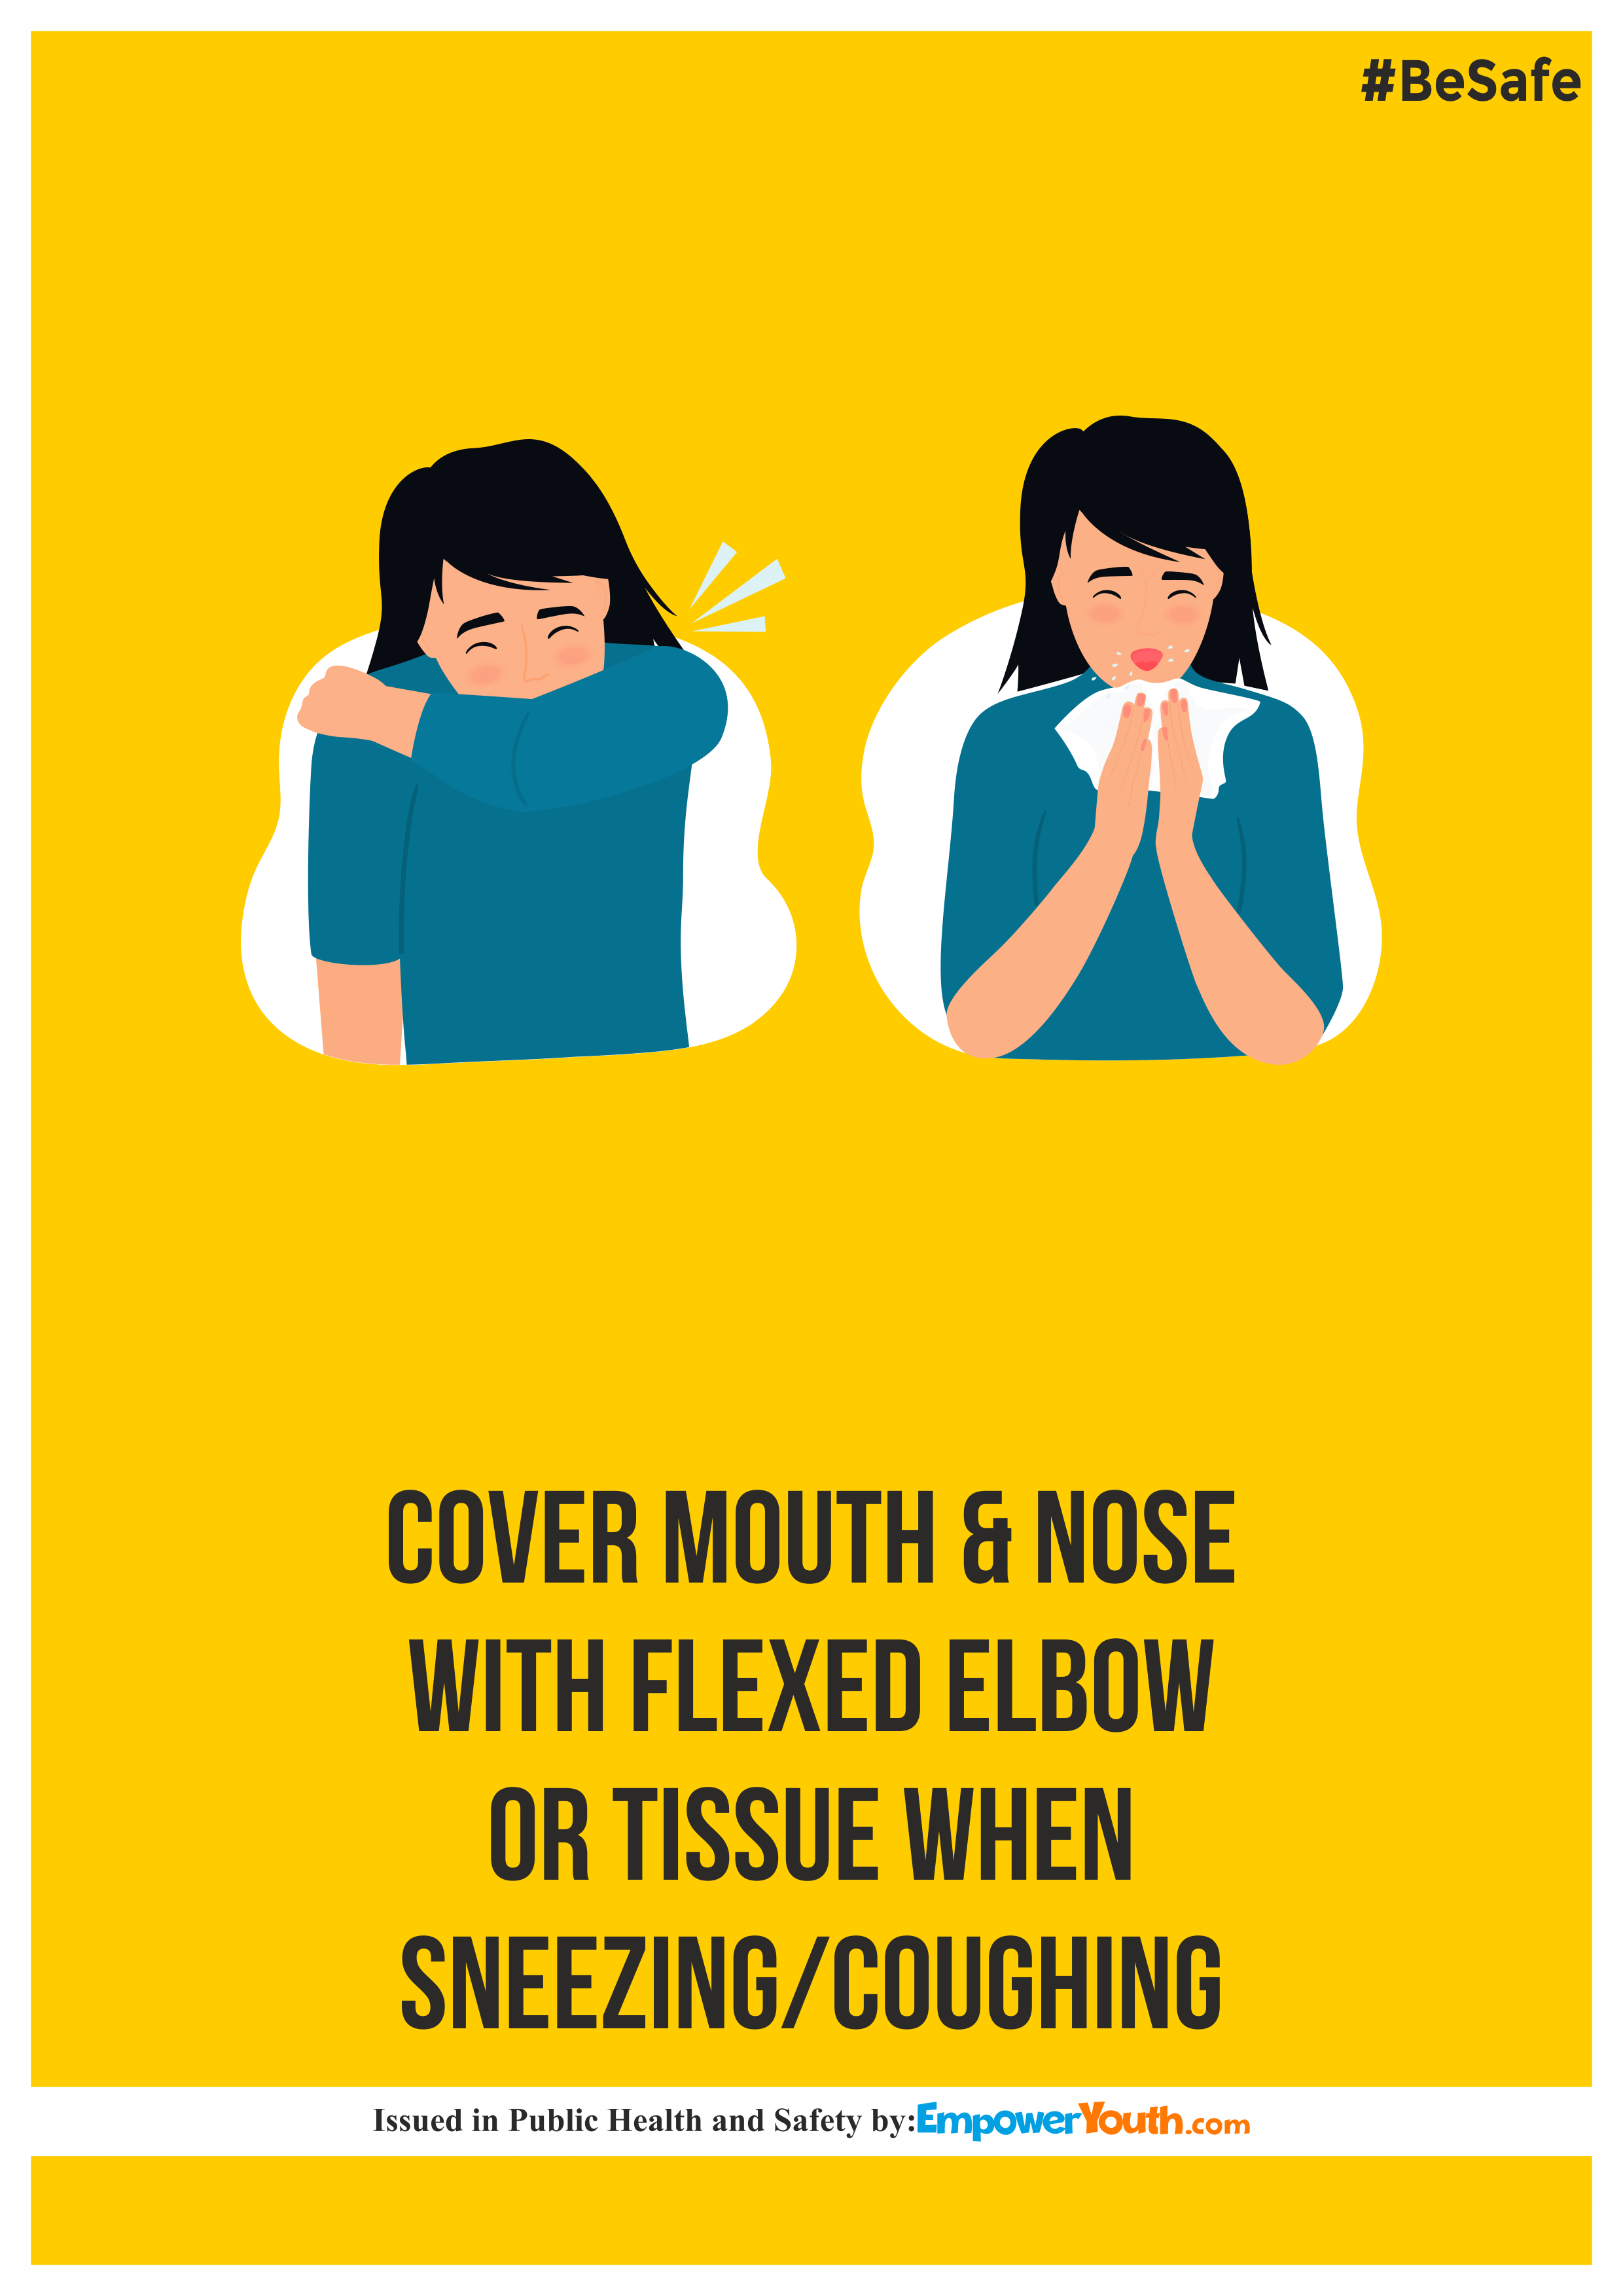 #BeSafe
COVER MOUTH & NOSE
WITH FLEXED ELBOW
OR TISSUE WHEN
SNEEZING/COUGHING
Issued in Public Health and Safety by:EmpowerYouth.com